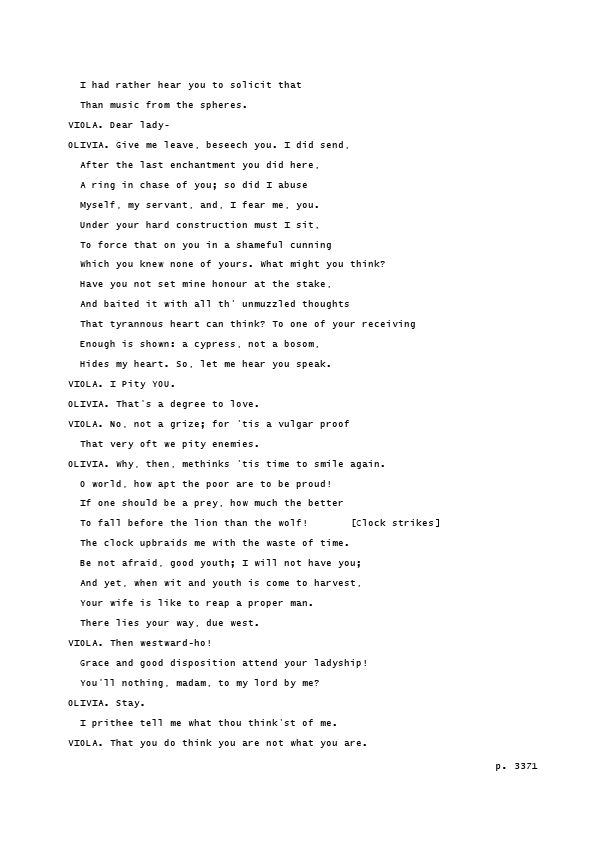 I had rather hear you to solicit that
Than music from the spheres.
VIOLA. Dear lady-
OLIVIA. Give me leave, beseech you. I did send,
After the last enchantment you did here,
A ring in chase of you; so did I abuse
Myself, my servant, and, I fear me, you.
Under your hard construction must I sit,
To force that on you in a shameful cunning
Which you knew none of yours. What might you think?
Have you not set mine honour at the stake,
And baited it with all th' unmuzzled thoughts
That tyrannous heart can think? To one of your receiving
Enough is shown: a cypress, not a bosom,
Hides my heart. So, let me hear you speak.
VIOLA. I Pity YOU.
OLIVIA. That's a degree to love.
VIOLA. No, not a grize; for 'tis a vulgar proof
That very oft we pity enemies.
OLIVIA. Why, then, methinks 'tis time to smile again.
O world, how apt the poor are to be proud!
If one should be a prey, how much the better
To fall before the lion than the wolf! [Clock strikes]
The clock upbraids me with the waste of time.
Be not afraid, good youth; I will not have you;
And yet, when wit and youth is come to harvest,
Your wife is like to reap a proper man.
There lies your way, due west.
VIOLA. Then westward-ho!
Grace and good disposition attend your ladyship!
You'll nothing, madam, to my lord by me?
OLIVIA. Stay.
I prithee tell me what thou think'st of me.
VIOLA. That you do think you are not what you are.
p. 3371